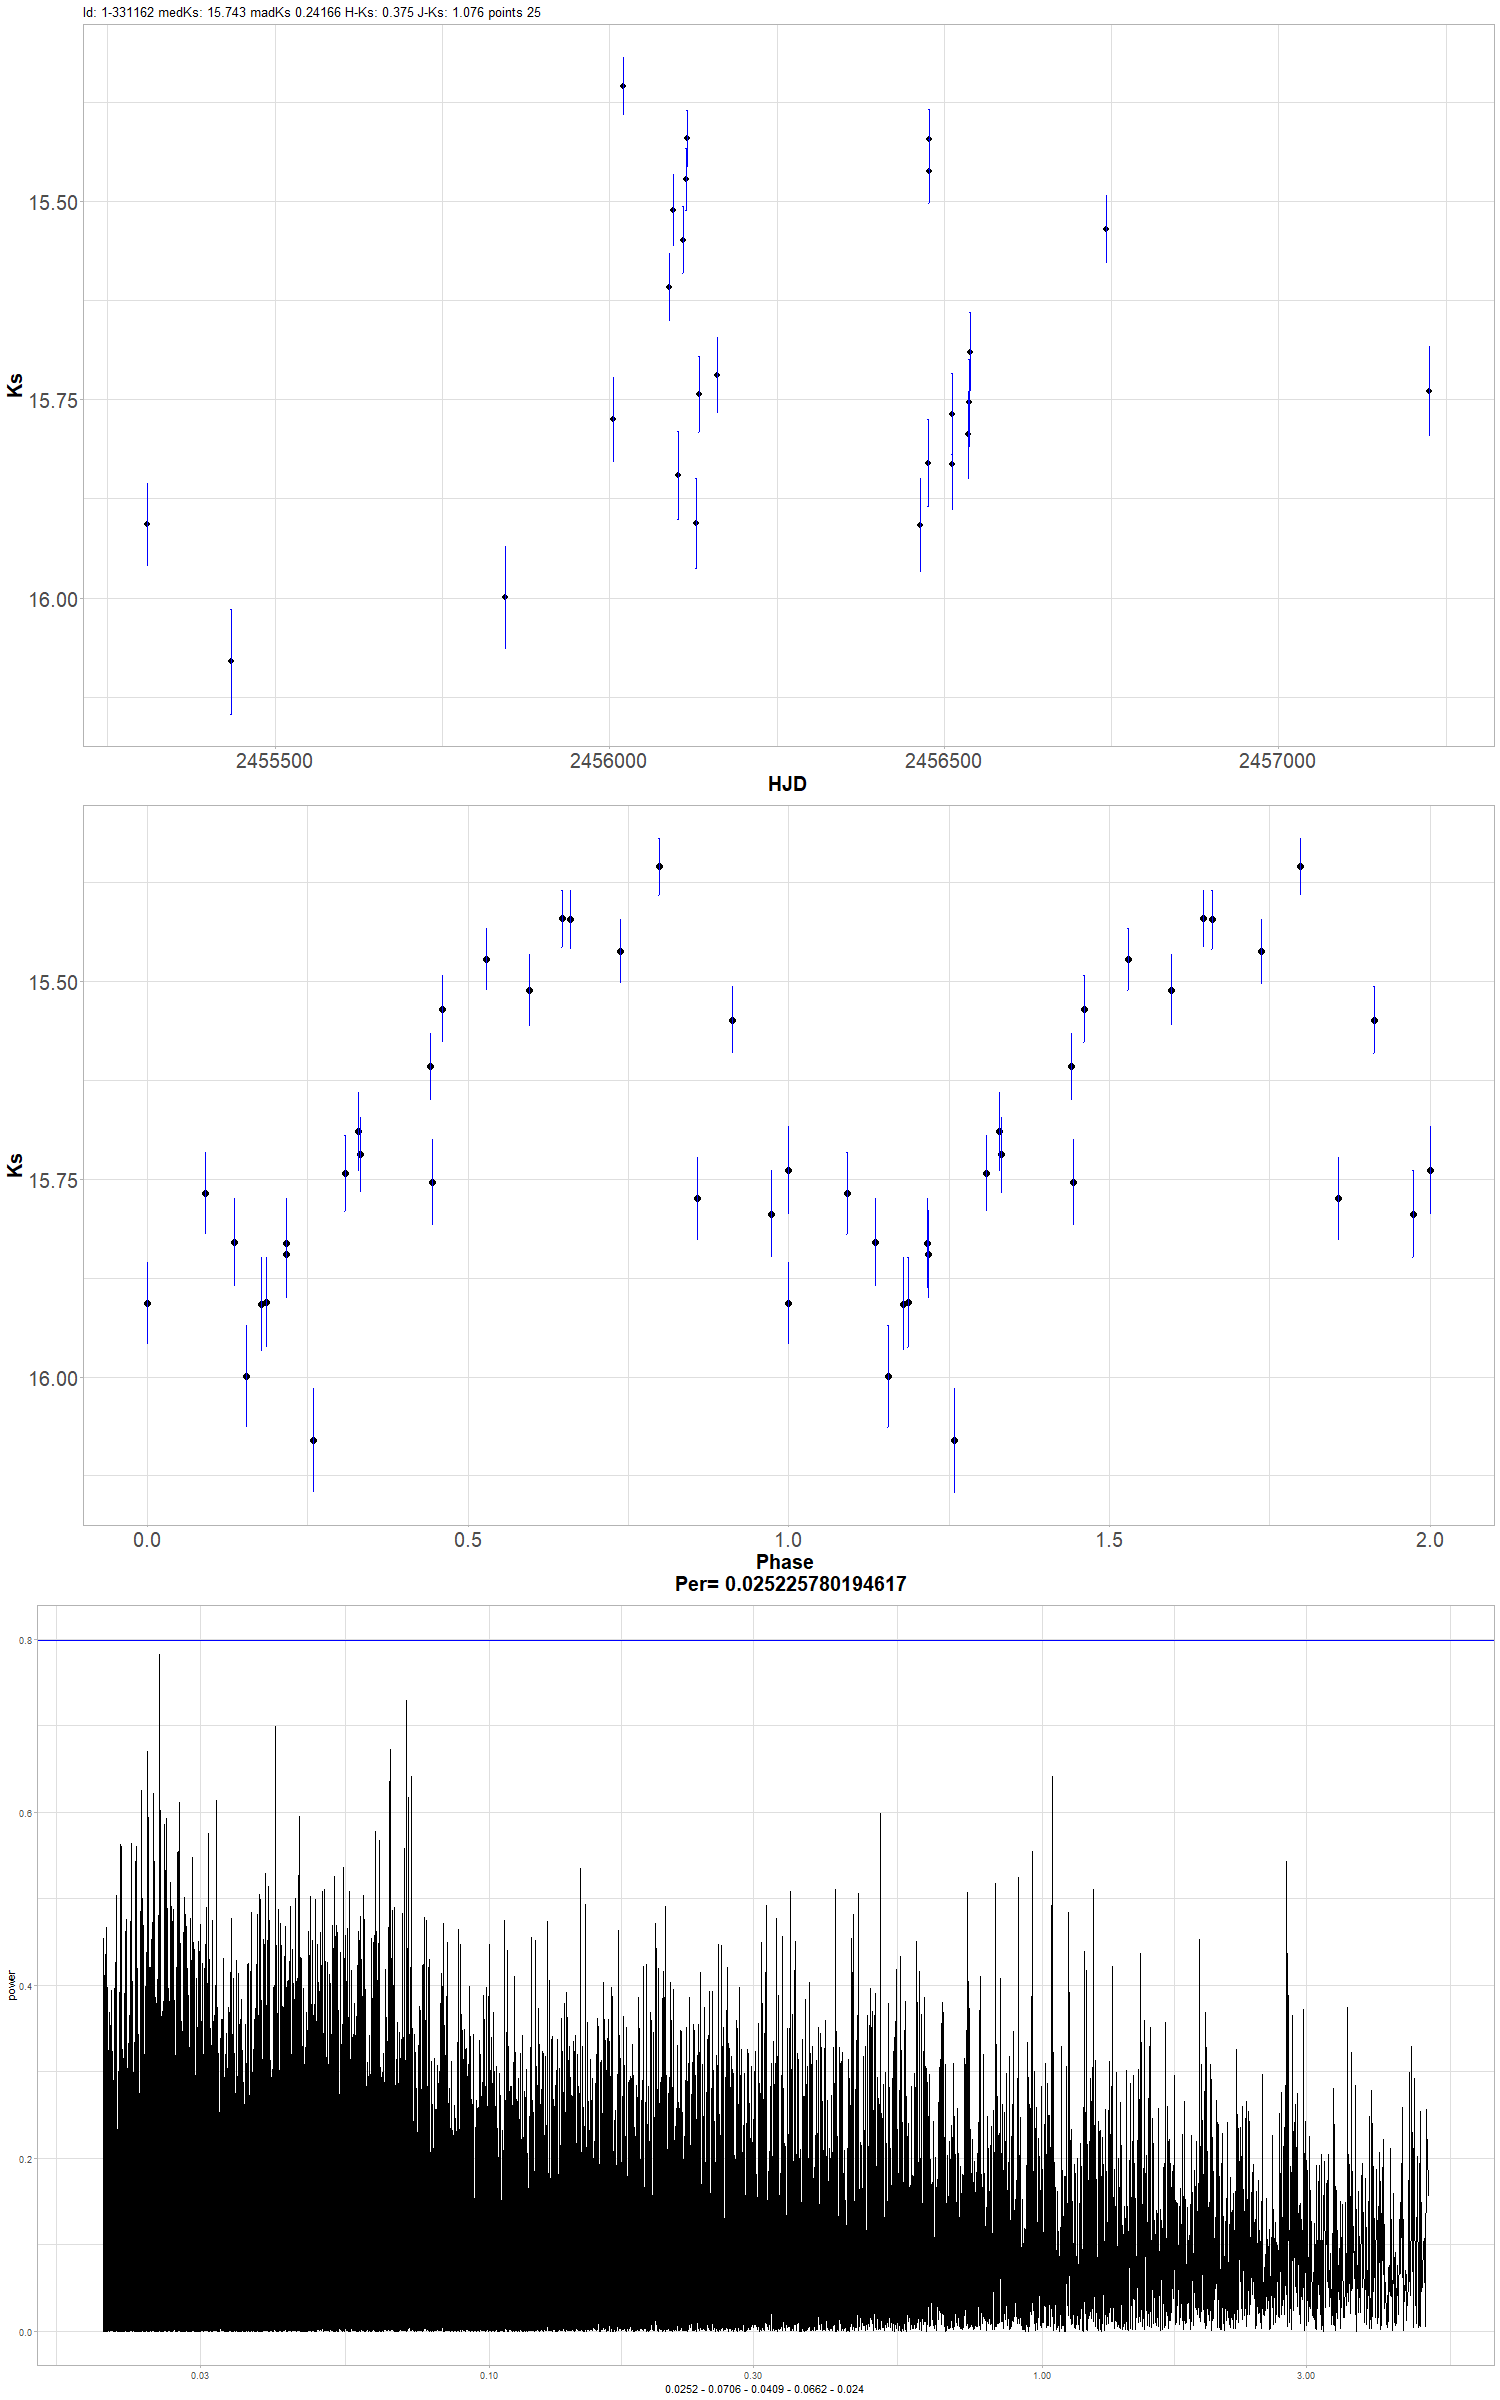 Id: 1-331162 medKs: 15.743 madKs 0.24166 H-Ks: 0.375 J-Ks: 1.076 points 25
15.50
15.75
16.00
Ks
2455500 2456000 2456500 2457000
HJD
15.50
15.75
16.00
Ks
0.0 0.5 1.0 1.5 2.0
Phase
Per= 0.025225780194617
0.8
0.6
0.4
0.2
0.0
power
0.03 0.10 0.30 1.00 3.00
0.0252 - 0.0706 - 0.0409 - 0.0662 - 0.024